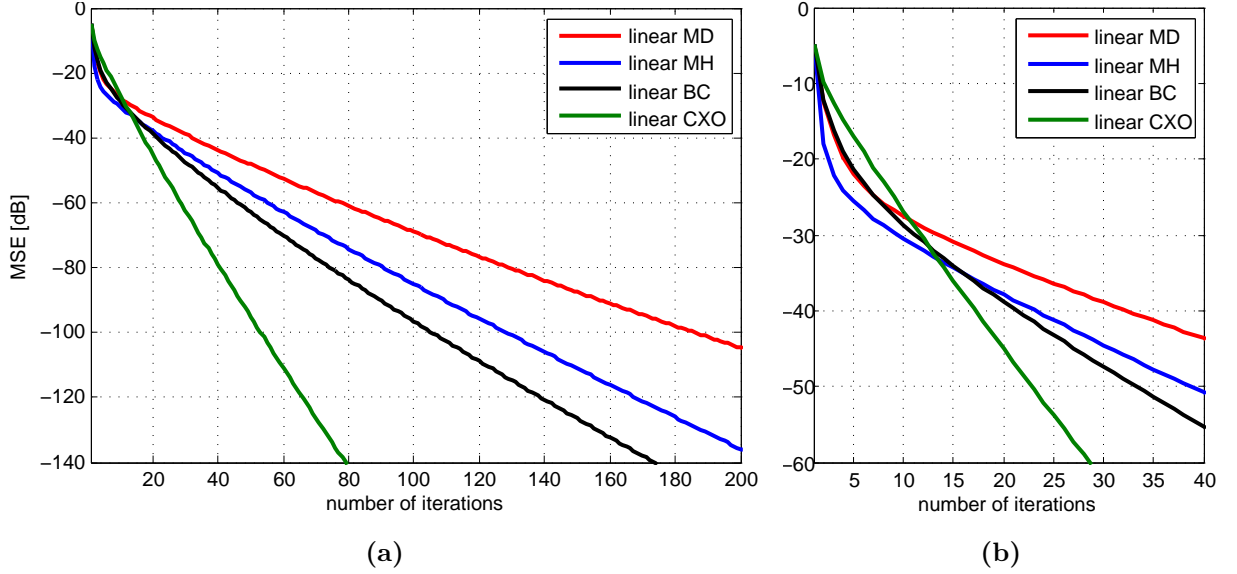 0
−20
−40
−60
−80
−100
−120
−140
MSE [dB]
20 40 60 80 100 120 140 160 180 200
number of iterations
linear MD
linear MH
linear BC
linear CXO
(a)
0
−10
−20
−30
−40
−50
−60
5 10 15 20 25 30 35 40
number of iterations
linear MD
linear MH
linear BC
linear CXO
(b)